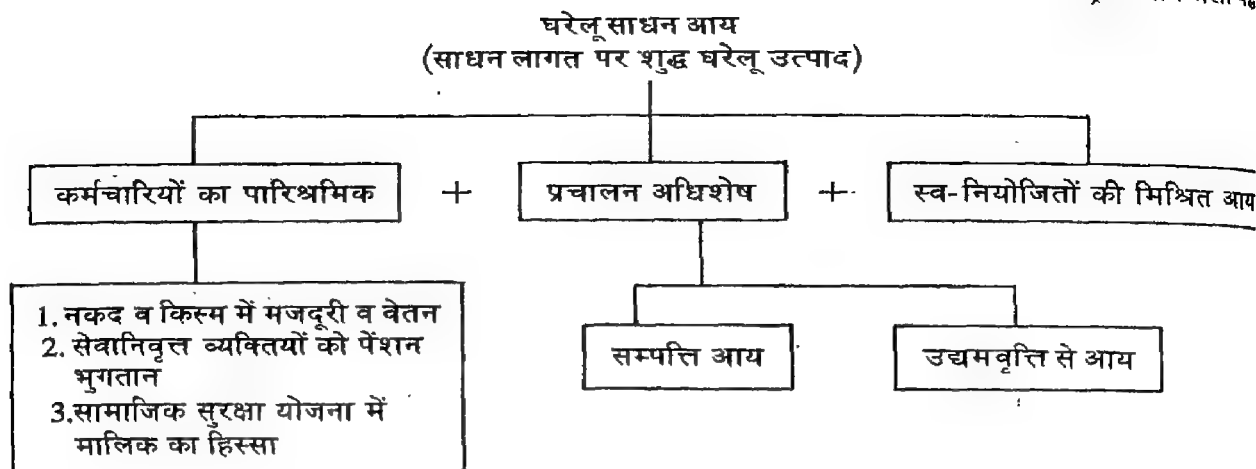 घरेलू साधन आय
(साधन लागत पर शुद्ध घरेलू उत्पाद)
कर्मचारियों का पारिश्रमिक + प्रचालन अधिशेष + स्व-नियोजितों की मिश्रित आय
1. नकद व किस्म में मजदूरी व वेतन
2. सेवानिवृत्त व्यक्तियों को पेंशन
भुगतान
3. सामाजिक सुरक्षा योजना में
मालिक का हिस्सा
सम्पत्ति आय
उद्यमवृत्ति से आय